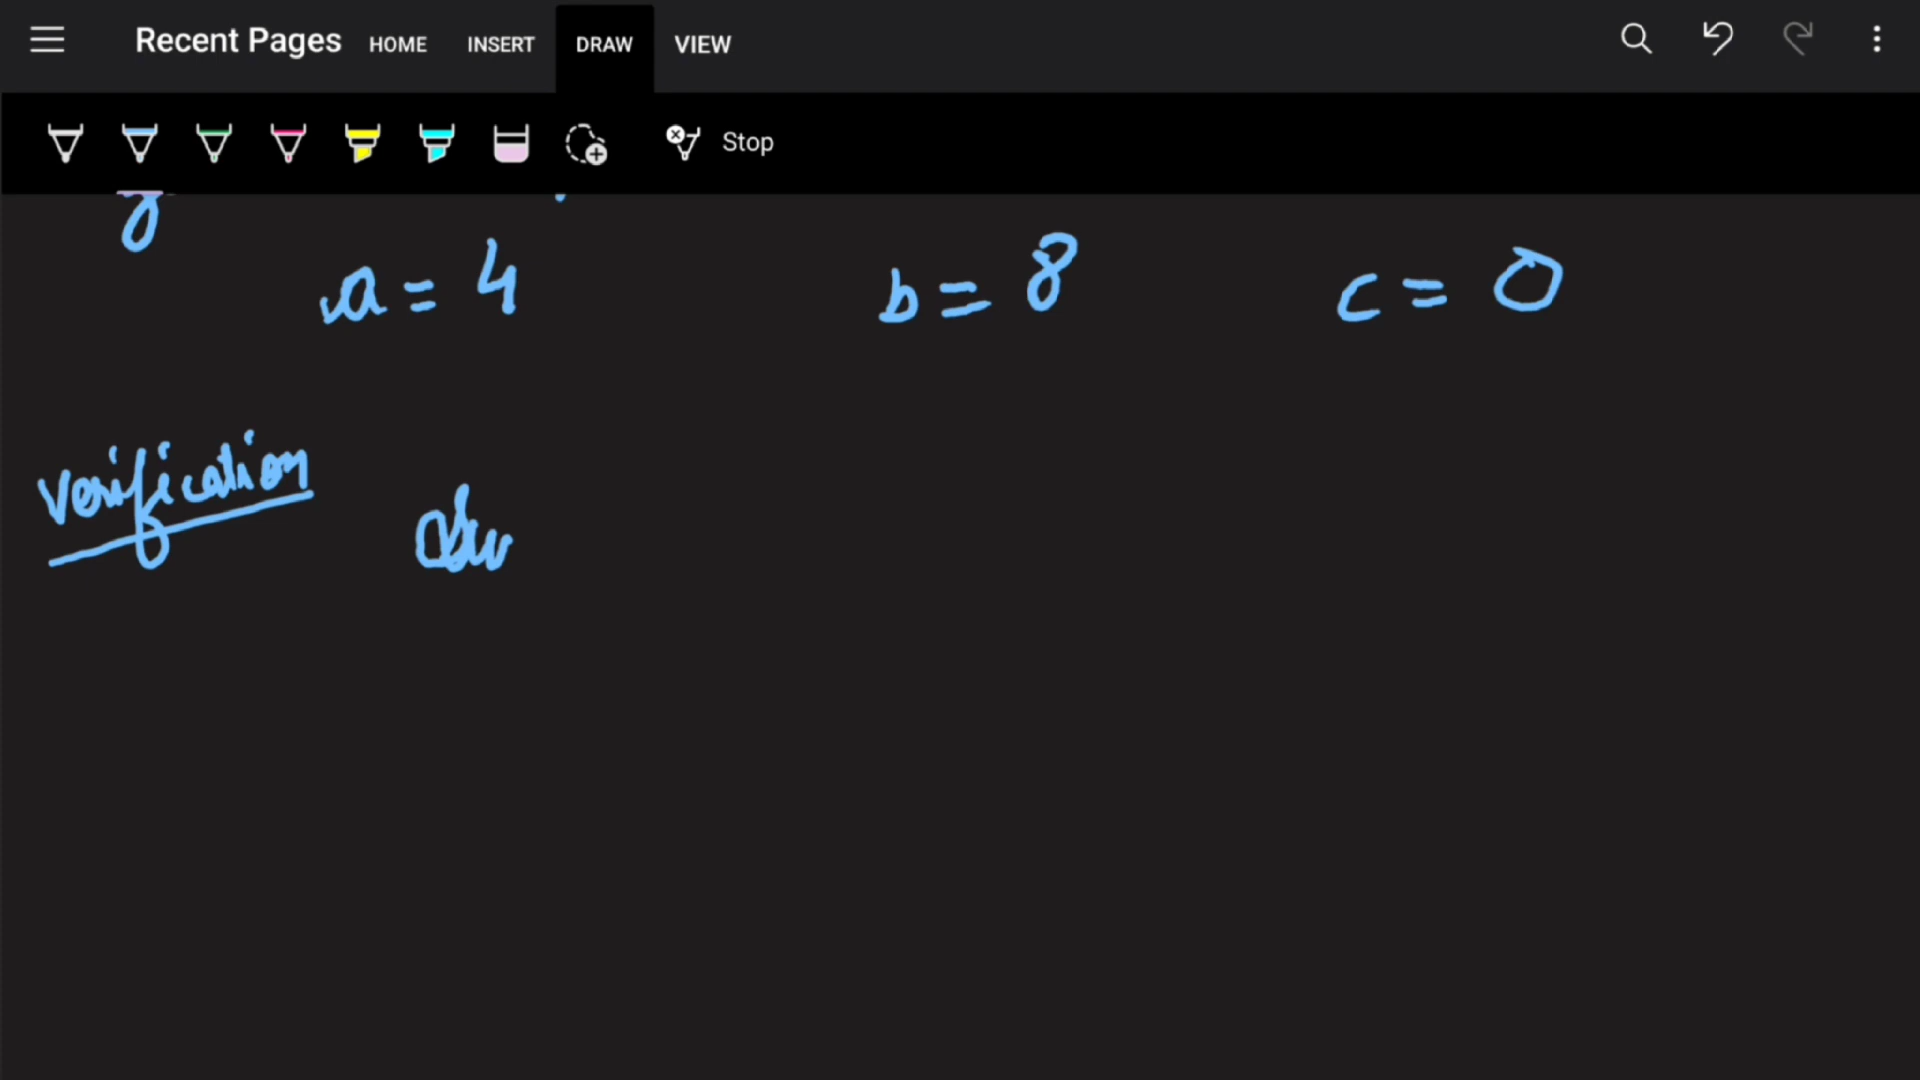 Recent Pages HOME INSERT DRAW VIEW
Stop
a = 4 b = 8 c = 0
verification